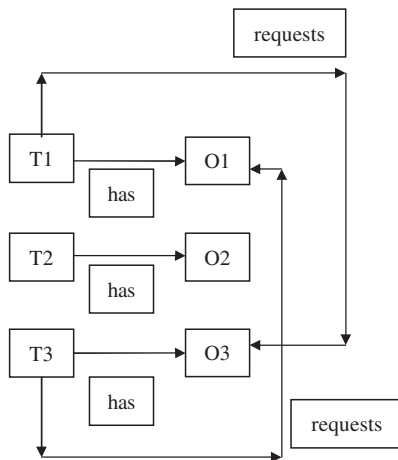 requests
T1
O1
has
T2
O2
has
T3
O3
has
requests